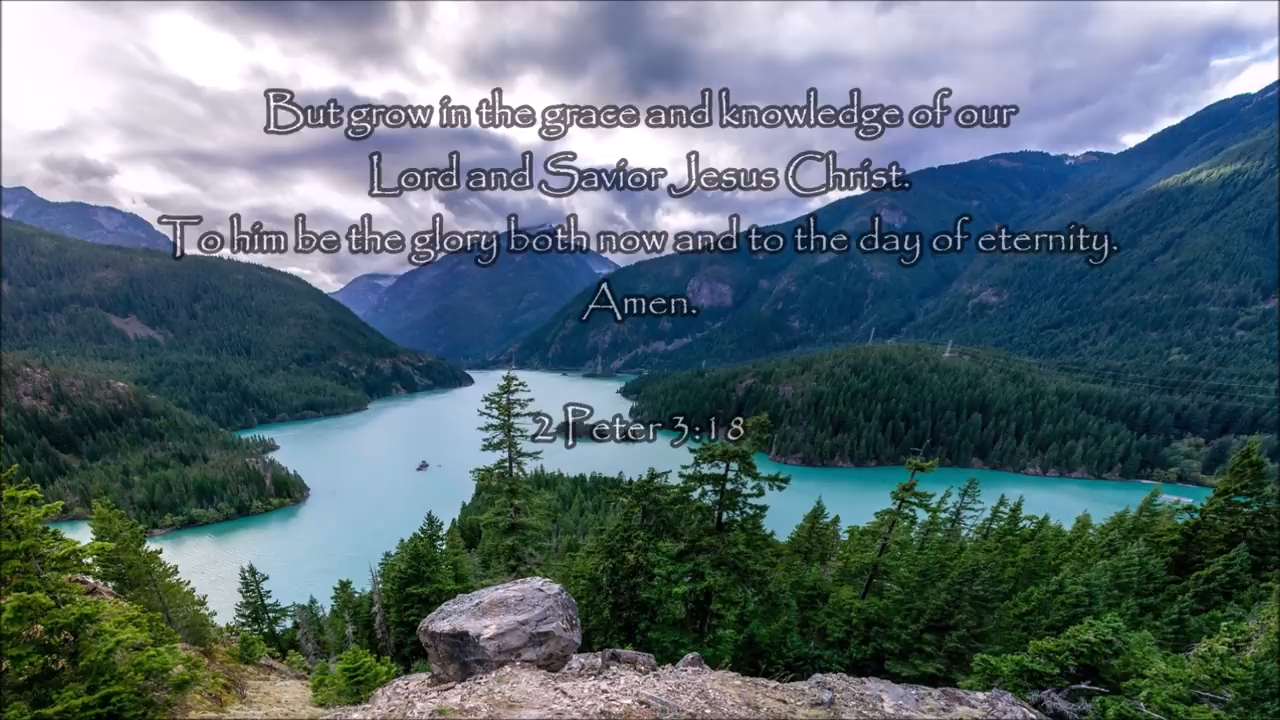 But grow in the grace and knowledge of our
Lord and Savior Jesus Christ.
To him be the glory both now and to the day of eternity.
Amen.
2 Peter 3:18